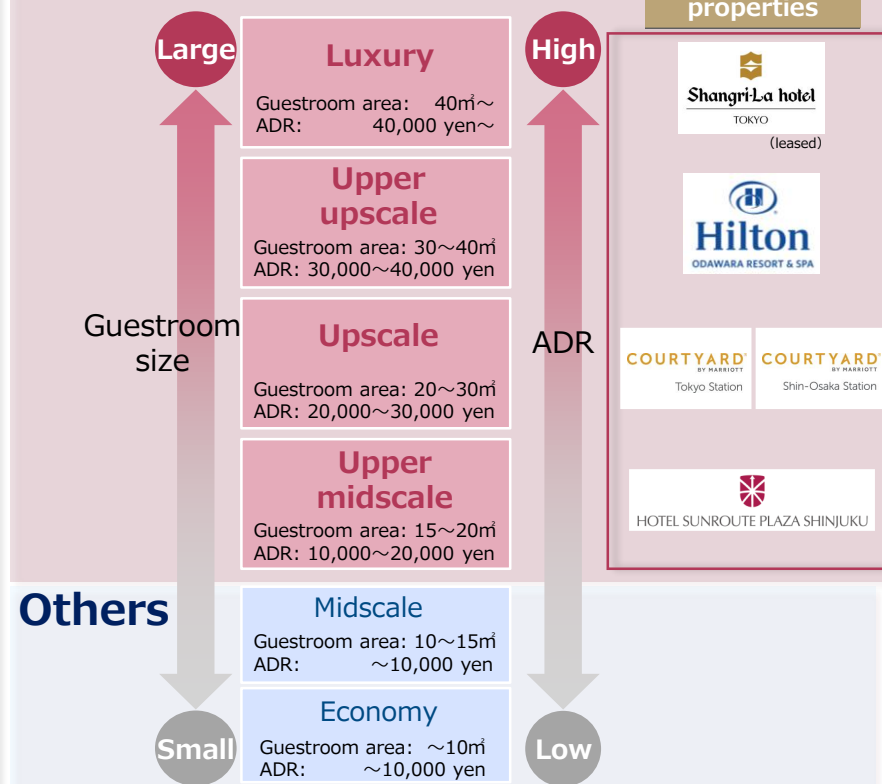 properties
Large
Luxury
Guestroom area: 40㎡～
ADR: 40,000 yen～
High
Shangri-La hotel
TOKYO
(leased)
Upper
upscale
Guestroom area: 30～40㎡
ADR: 30,000～40,000 yen
Hilton
ODAWARA RESORT & SPA
Guestroom
size
Upscale
Guestroom area: 20～30㎡
ADR: 20,000～30,000 yen
ADR
COURTYARD®
BY MARRIOTT
Tokyo Station
COURTYARD®
BY MARRIOTT
Shin-Osaka Station
Upper
midscale
Guestroom area: 15～20㎡
ADR: 10,000～20,000 yen
HOTEL SUNROUTE PLAZA SHINJUKU
Others
Midscale
Guestroom area: 10～15㎡
ADR: ～10,000 yen
Small
Economy
Guestroom area: ～10㎡
ADR: ～10,000 yen
Low